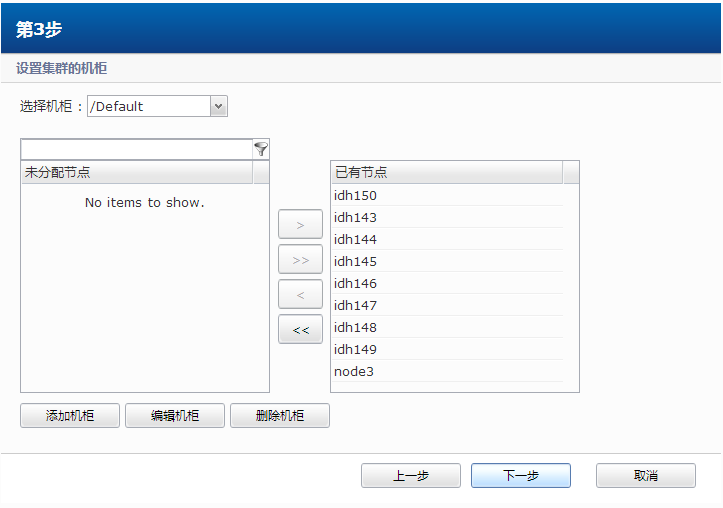 第3步
设置集群的机柜
选择机柜 : /Default
未分配节点
No items to show.
>
>>
<
<<
已有节点
idh150
idh143
idh144
idh145
idh146
idh147
idh148
idh149
node3
添加机柜 编辑机柜 删除机柜
上一步 下一步 取消